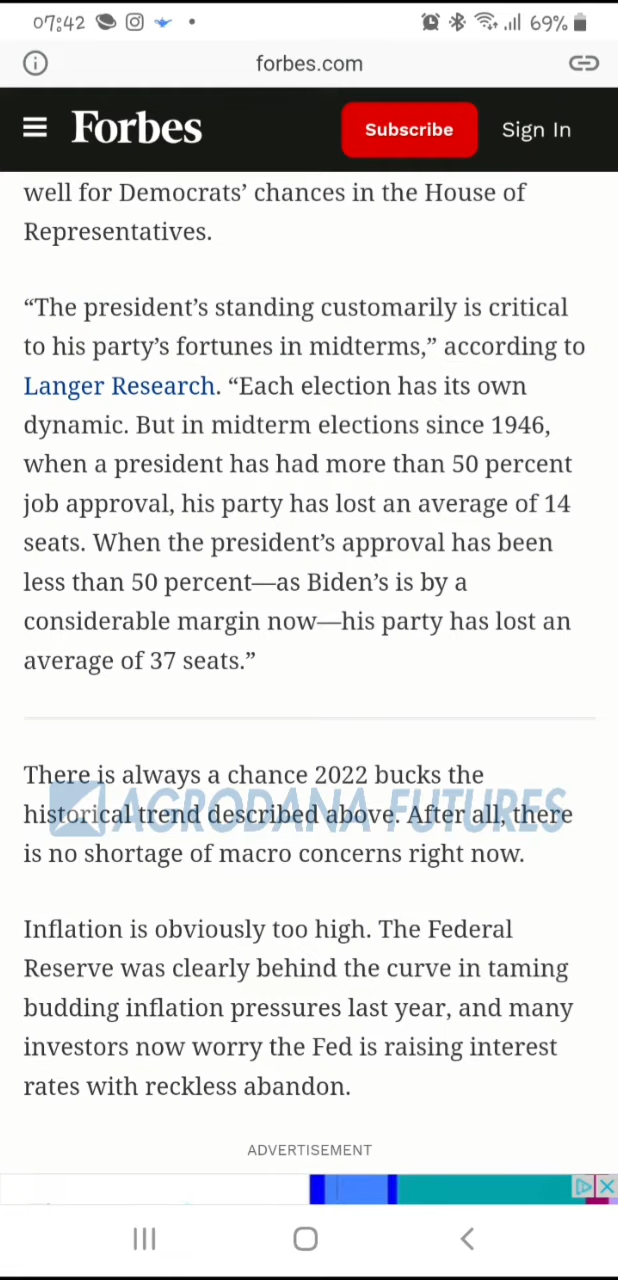 07:42
69%
forbes.com
Forbes
Subscribe
Sign In
well for Democrats’ chances in the House of
Representatives.
“The president’s standing customarily is critical
to his party’s fortunes in midterms,” according to
Langer Research. “Each election has its own
dynamic. But in midterm elections since 1946,
when a president has had more than 50 percent
job approval, his party has lost an average of 14
seats. When the president’s approval has been
less than 50 percent—as Biden’s is by a
considerable margin now—his party has lost an
average of 37 seats.”
There is always a chance 2022 bucks the
historical trend described above. After all, there
AGRODANA FUTURES
is no shortage of macro concerns right now.
Inflation is obviously too high. The Federal
Reserve was clearly behind the curve in taming
budding inflation pressures last year, and many
investors now worry the Fed is raising interest
rates with reckless abandon.
ADVERTISEMENT